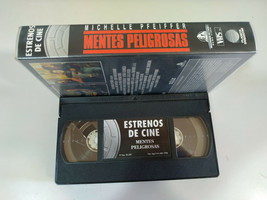 MICHELLE PFEIFFER
MENTES PELIGROSAS
ESTRENOS
DE CINE
VHS
ESTRENOS
DE CINE
MENTES
PELIGROSAS